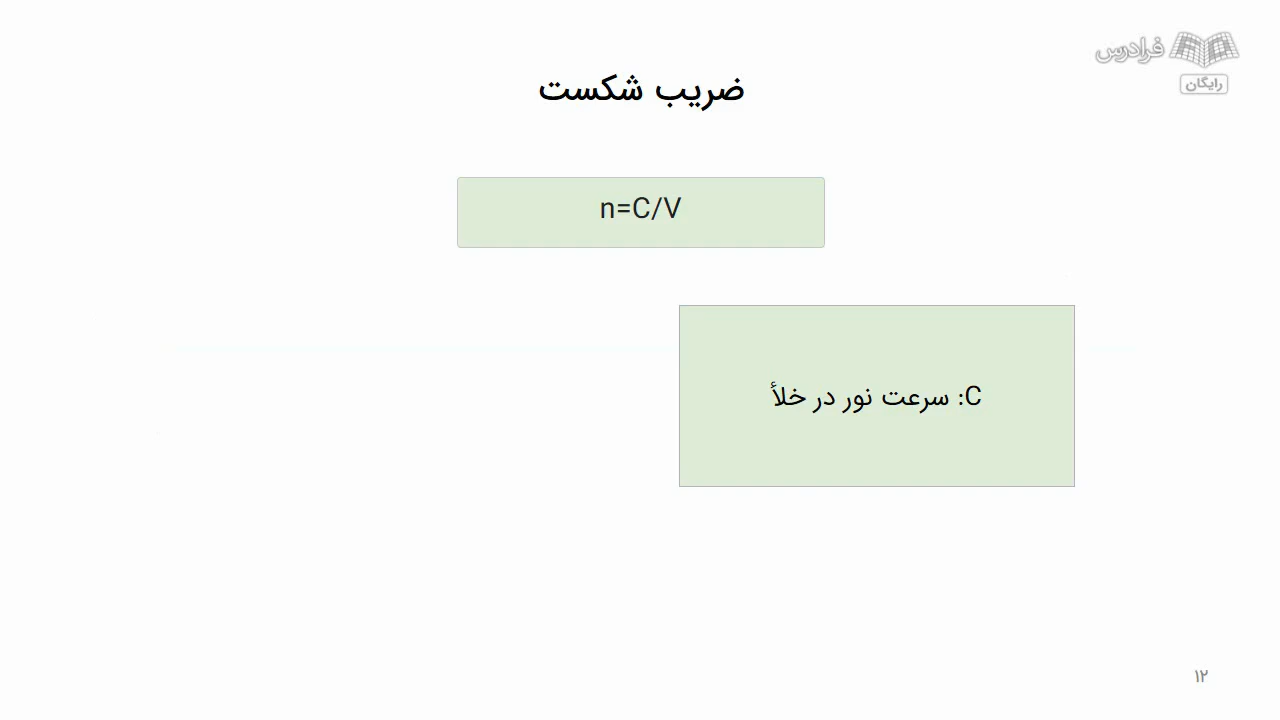 فرادرس
رایگان
ضریب شکست
n=C/V
C: سرعت نور در خلأ
۱۲